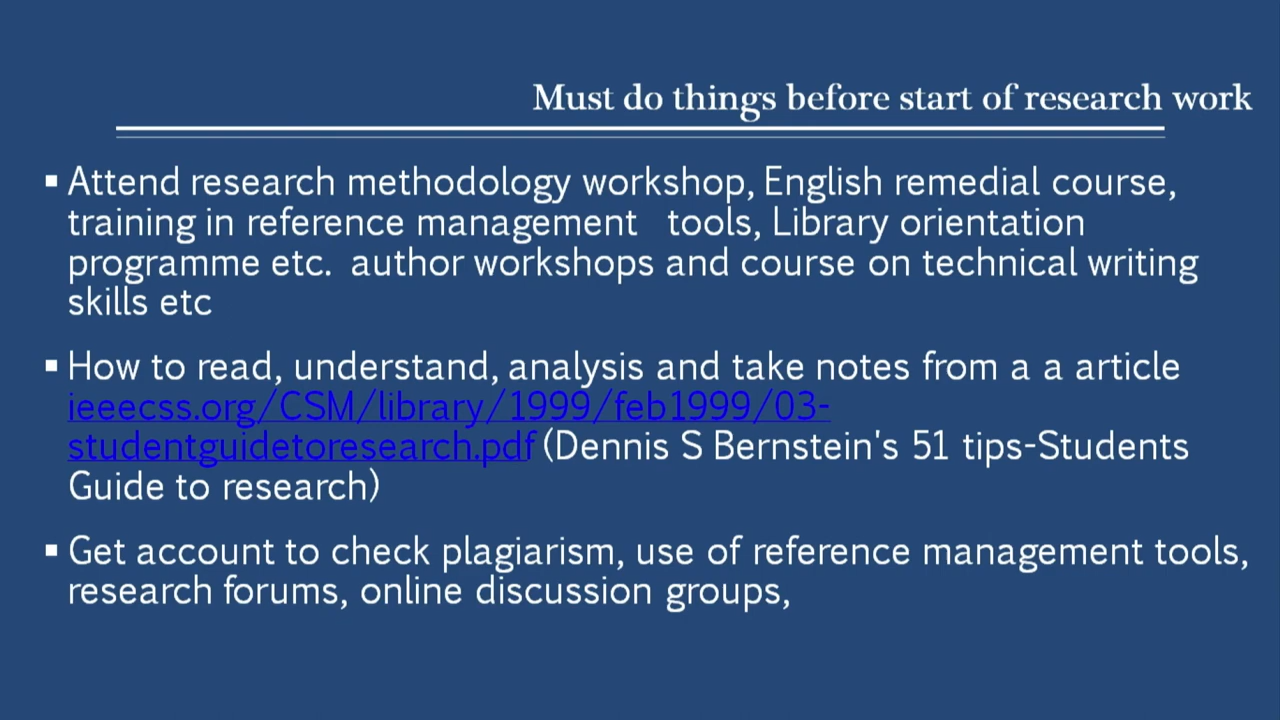 Must do things before start of research work
▪ Attend research methodology workshop, English remedial course,
training in reference management   tools, Library orientation
programme etc.  author workshops and course on technical writing
skills etc
▪ How to read, understand, analysis and take notes from a a article
ieeecss.org/CSM/library/1999/feb1999/03-
studentguidetoresearch.pdf (Dennis S Bernstein's 51 tips-Students
Guide to research)
▪ Get account to check plagiarism, use of reference management tools,
research forums, online discussion groups,